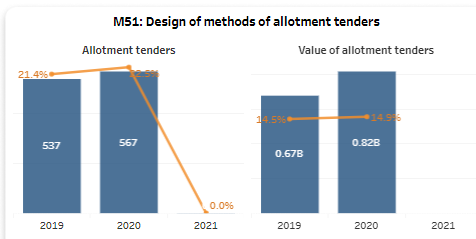 M51: Design of methods of allotment tenders
Allotment tenders
Value of allotment tenders
21.4%
537
567
0.0%
2019
2020
2021
14.5%
14.9%
0.67B
0.82B
2019
2020
2021